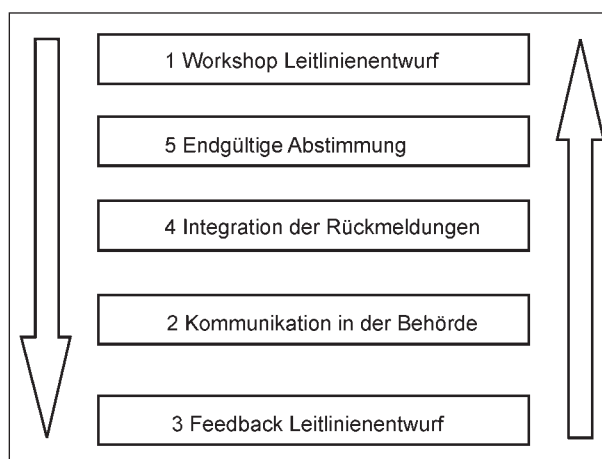 1 Workshop Leitlinienentwurf
5 Endgültige Abstimmung
4 Integration der Rückmeldungen
2 Kommunikation in der Behörde
3 Feedback Leitlinienentwurf